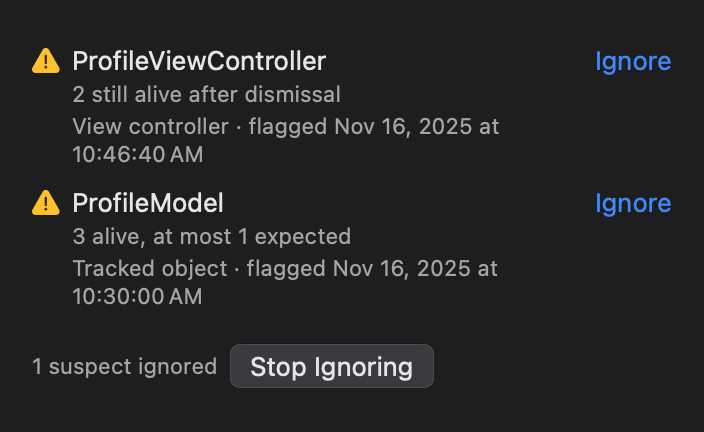 ProfileViewController
Ignore
2 still alive after dismissal
View controller · flagged Nov 16, 2025 at
10:46:40 AM
ProfileModel
Ignore
3 alive, at most 1 expected
Tracked object · flagged Nov 16, 2025 at
10:30:00 AM
1 suspect ignored
Stop Ignoring